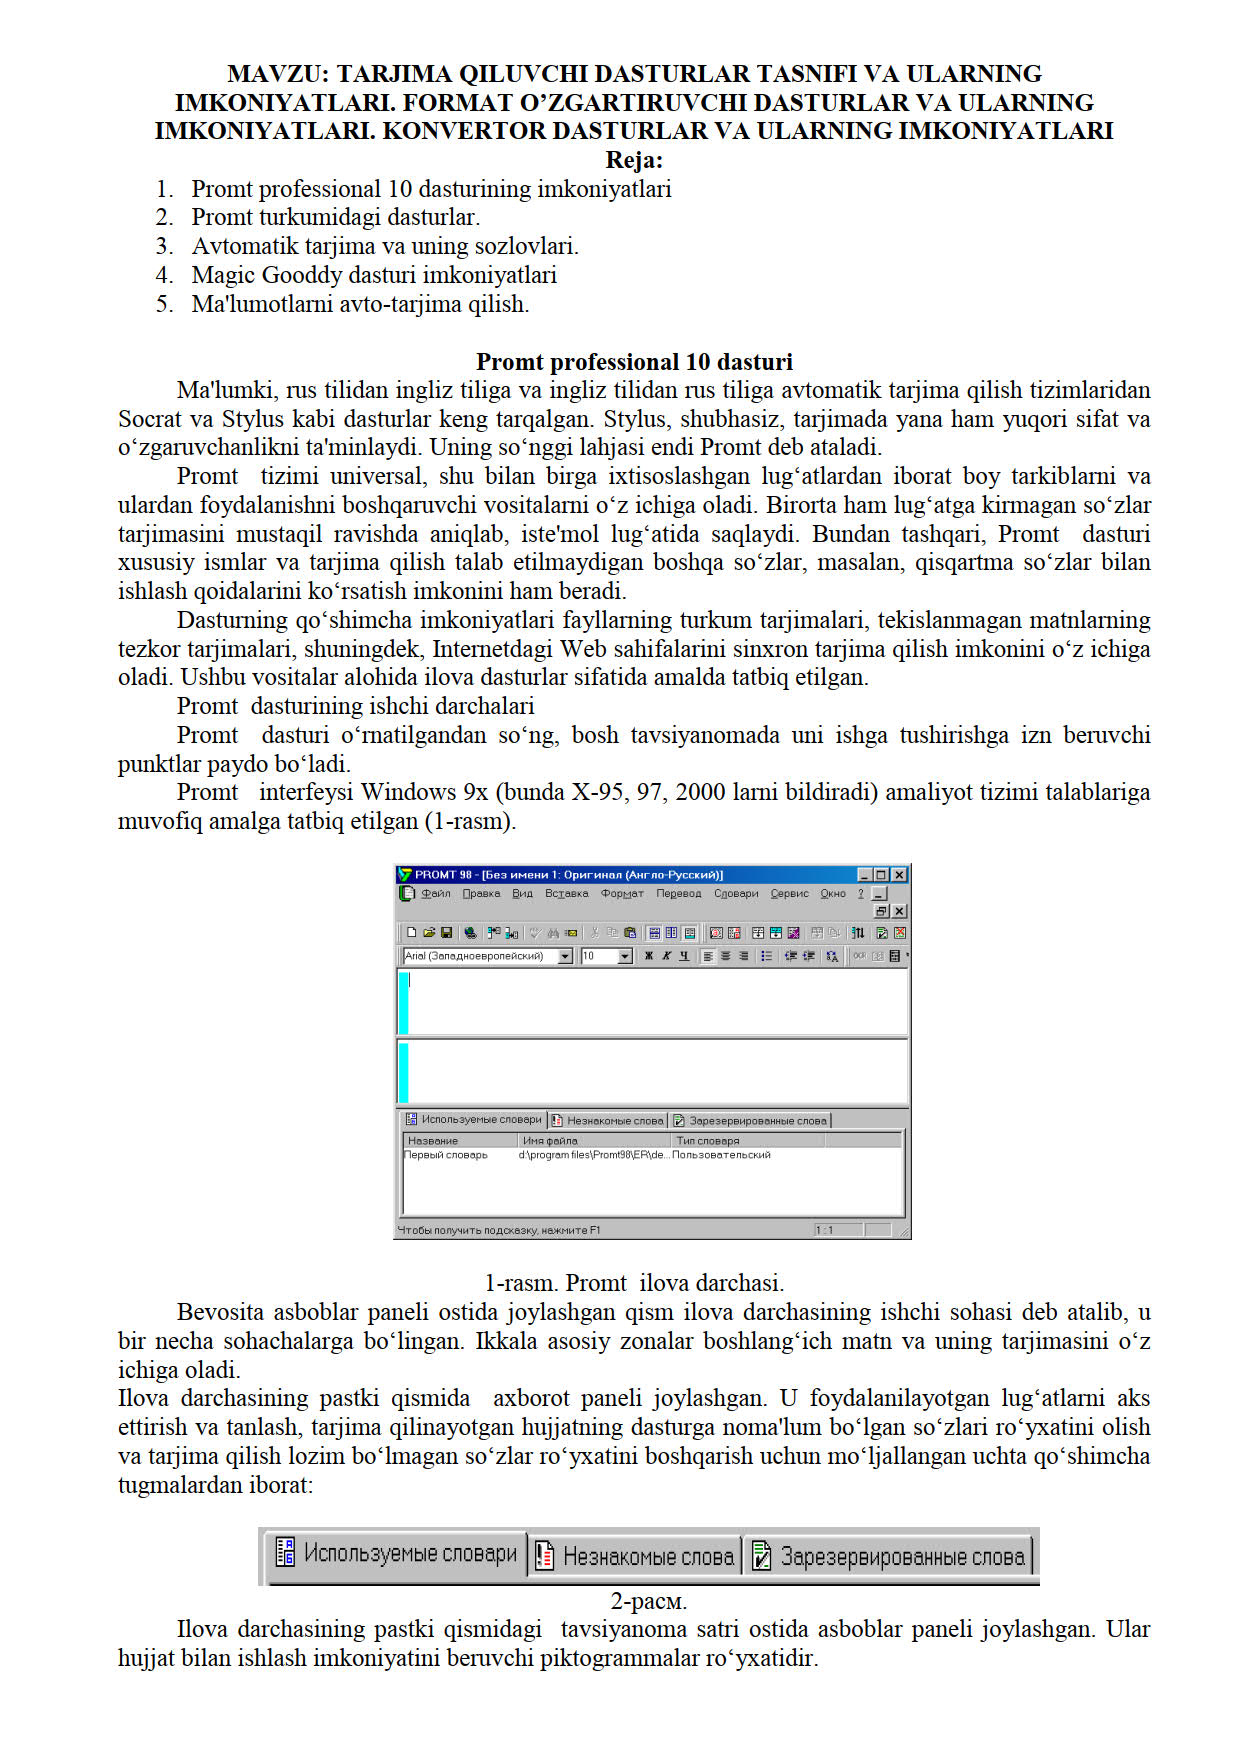 MAVZU: TARJIMA QILUVCHI DASTURLAR TASNIFI VA ULARNING
IMKONIYATLARI. FORMAT O’ZGARTIRUVCHI DASTURLAR VA ULARNING
IMKONIYATLARI. KONVERTOR DASTURLAR VA ULARNING IMKONIYATLARI
Reja:
1. Promt professional 10 dasturining imkoniyatlari
2. Promt turkumidagi dasturlar.
3. Avtomatik tarjima va uning sozlovlari.
4. Magic Gooddy dasturi imkoniyatlari
5. Ma'lumotlarni avto-tarjima qilish.
Promt professional 10 dasturi
Ma'lumki, rus tilidan ingliz tiliga va ingliz tilidan rus tiliga avtomatik tarjima qilish tizimlaridan
Socrat va Stylus kabi dasturlar keng tarqalgan. Stylus, shubhasiz, tarjimada yana ham yuqori sifat va
o‘zgaruvchanlikni ta'minlaydi. Uning so‘nggi lahjasi endi Promt deb ataladi.
Promt tizimi universal, shu bilan birga ixtisoslashgan lug‘atlardan iborat boy tarkiblarni va
ulardan foydalanishni boshqaruvchi vositalarni o‘z ichiga oladi. Birorta ham lug‘atga kirmagan so‘zlar
tarjimasini mustaqil ravishda aniqlab, iste'mol lug‘atida saqlaydi. Bundan tashqari, Promt dasturi
xususiy ismlar va tarjima qilish talab etilmaydigan boshqa so‘zlar, masalan, qisqartma so‘zlar bilan
ishlash qoidalarini ko‘rsatish imkonini ham beradi.
Dasturning qo‘shimcha imkoniyatlari fayllarning turkum tarjimalari, tekislanmagan matnlarning
tezkor tarjimalari, shuningdek, Internetdagi Web sahifalarini sinxron tarjima qilish imkonini o‘z ichiga
oladi. Ushbu vositalar alohida ilova dasturlar sifatida amalda tatbiq etilgan.
Promt dasturining ishchi darchalari
Promt dasturi o‘rnatilgandan so‘ng, bosh tavsiyanomada uni ishga tushirishga izn beruvchi
punktlar paydo bo‘ladi.
Promt interfeysi Windows 9x (bunda X-95, 97, 2000 larni bildiradi) amaliyot tizimi talablariga
muvofiq amalga tatbiq etilgan (1-rasm).
PROMT 98 - [Без имени 1: Оригинал (Англо-Русский)]
Файл Правка Вид Вставка Формат Перевод Словари Сервис Окно ?
Arial (Западноевропейский) 10 Ж К Ч
Используемые словари Незнакомые слова Зарезервированные слова
Название Имя файла Тип словаря
Первый словарь d:\program files\Promt98\ER\de... Пользовательский
Чтобы получить подсказку, нажмите F1 1 : 1
1-rasm. Promt ilova darchasi.
Bevosita asboblar paneli ostida joylashgan qism ilova darchasining ishchi sohasi deb atalib, u
bir necha sohachalarga bo‘lingan. Ikkala asosiy zonalar boshlang‘ich matn va uning tarjimasini o‘z
ichiga oladi.
Ilova darchasining pastki qismida axborot paneli joylashgan. U foydalanilayotgan lug‘atlarni aks
ettirish va tanlash, tarjima qilinayotgan hujjatning dasturga noma'lum bo‘lgan so‘zlari ro‘yxatini olish
va tarjima qilish lozim bo‘lmagan so‘zlar ro‘yxatini boshqarish uchun mo‘ljallangan uchta qo‘shimcha
tugmalardan iborat:
Используемые словари Незнакомые слова Зарезервированные слова
2-расм.
Ilova darchasining pastki qismidagi tavsiyanoma satri ostida asboblar paneli joylashgan. Ular
hujjat bilan ishlash imkoniyatini beruvchi piktogrammalar ro‘yxatidir.